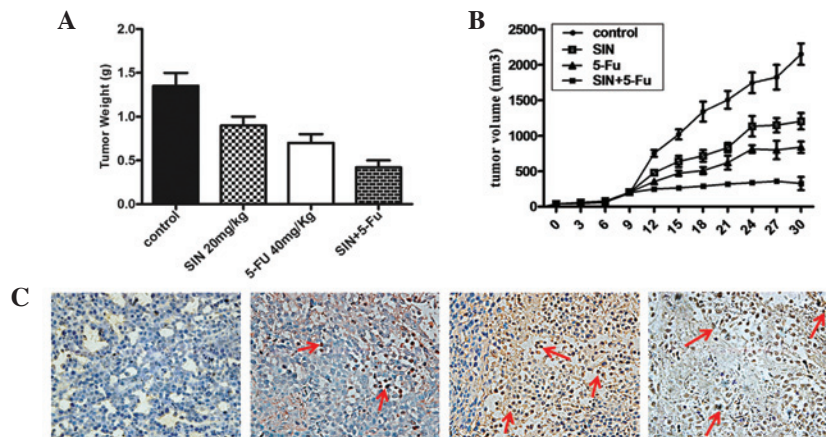 A
Tumor Weight (g)
2.0
1.5
1.0
0.5
0.0
control
SIN 20mg/kg
5-FU 40mg/Kg
SIN+5-Fu
B
control
SIN
5-Fu
SIN+5-Fu
tumor volume (mm3)
2500
2000
1500
1000
500
0
0 3 6 9 12 15 18 21 24 27 30
C